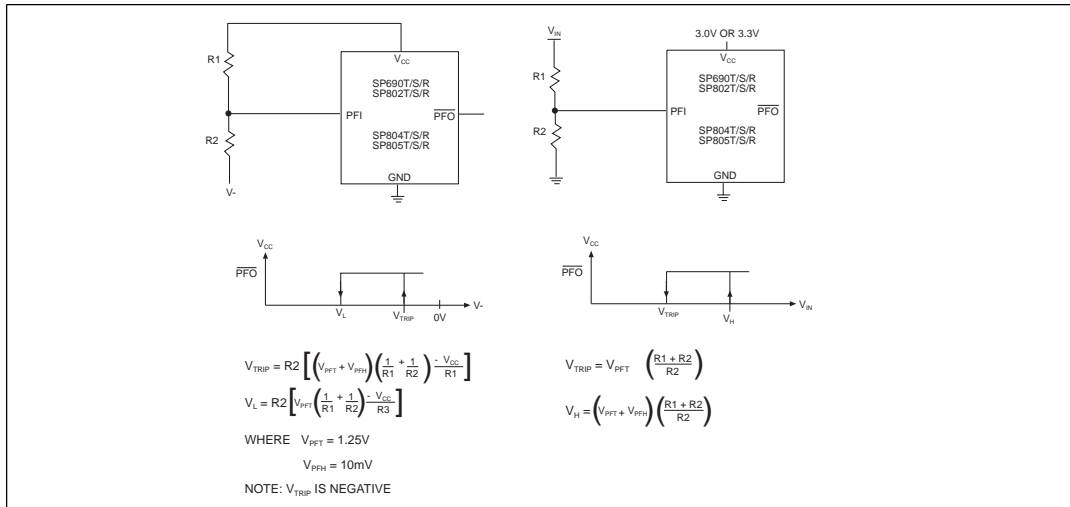 R1
R2
V-
VCC
SP690T/S/R
SP802T/S/R
PFI
PFO
SP804T/S/R
SP805T/S/R
GND
VCC
PFO
VL
VTRIP
0V
V-
VTRIP = R2 [(VPFT + VPFH)(1/R1 + 1/R2) - VCC/R1]
VL = R2 [VPFT(1/R1 + 1/R2) - VCC/R3]
WHERE VPFT = 1.25V
VPFH = 10mV
NOTE: VTRIP IS NEGATIVE
VIN
3.0V OR 3.3V
R1
R2
VCC
SP690T/S/R
SP802T/S/R
PFI
PFO
SP804T/S/R
SP805T/S/R
GND
VCC
PFO
VTRIP
VH
VIN
VTRIP = VPFT (R1 + R2/R2)
VH = (VPFT + VPFH)(R1 + R2/R2)